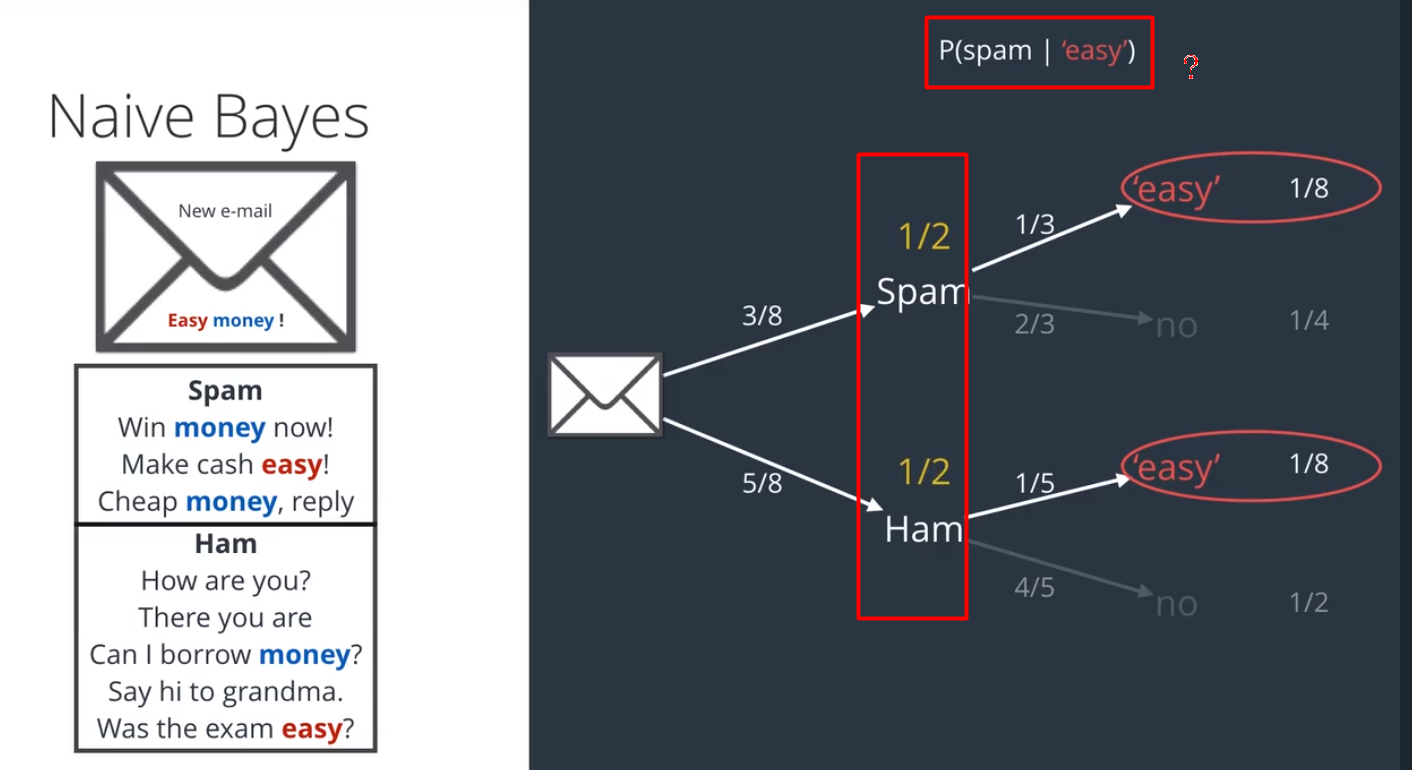 Naive Bayes
New e-mail
Easy money !
Spam
Win money now!
Make cash easy!
Cheap money, reply
Ham
How are you?
There you are
Can I borrow money?
Say hi to grandma.
Was the exam easy?
P(spam | ‘easy’)
?
3/8
5/8
1/2
Spam
1/3
‘easy’ 1/8
2/3
no 1/4
1/2
Ham
1/5
‘easy’ 1/8
4/5
no 1/2